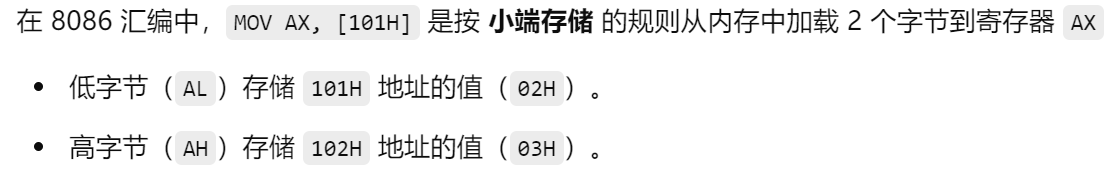 在 8086 汇编中， MOV AX, [101H] 是按 小端存储 的规则从内存中加载 2 个字节到寄存器 AX
• 低字节（ AL ）存储 101H 地址的值（ 02H ）。
• 高字节（ AH ）存储 102H 地址的值（ 03H ）。